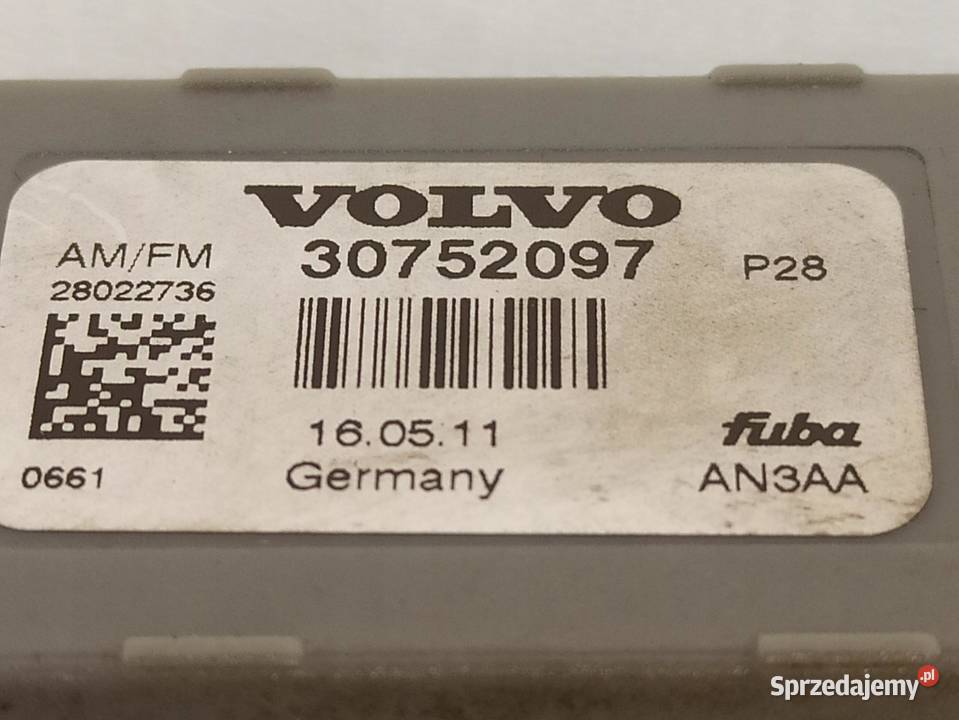 VOLVO
AM/FM
30752097
P28
28022736
16.05.11
fuba
0661
Germany
AN3AA
Sprzedajemy.pl